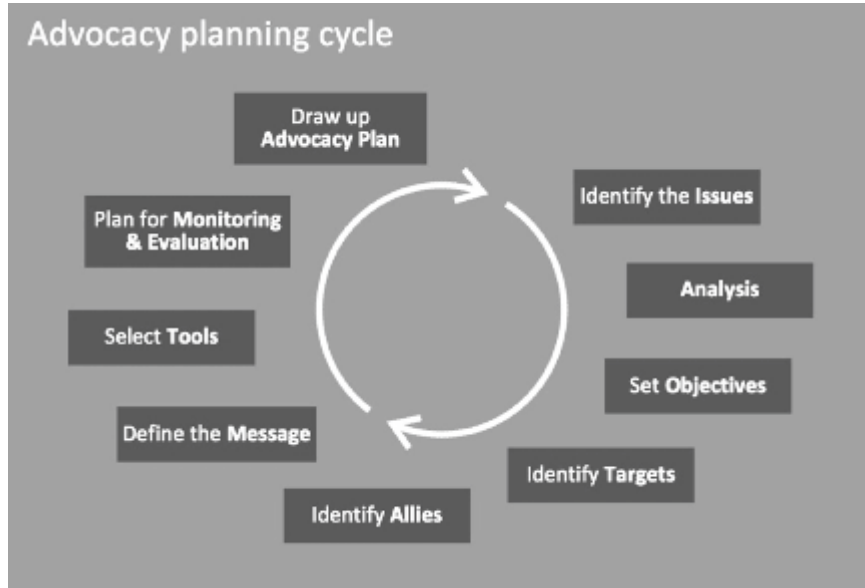 Advocacy planning cycle
Draw up
Advocacy Plan
Identify the Issues
Analysis
Set Objectives
Identify Targets
Identify Allies
Define the Message
Select Tools
Plan for Monitoring
& Evaluation